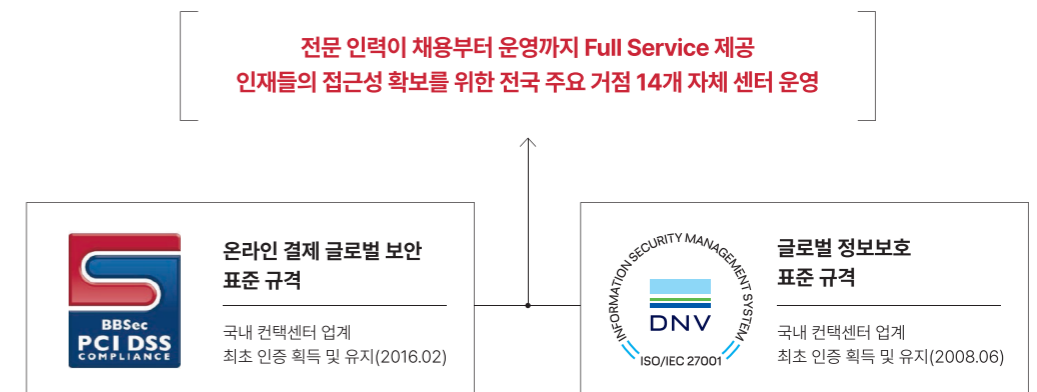 전문 인력이 채용부터 운영까지 Full Service 제공
인재들의 접근성 확보를 위한 전국 주요 거점 14개 자체 센터 운영
BBSec
PCI DSS
COMPLIANCE
온라인 결제 글로벌 보안
표준 규격
국내 컨택센터 업계
최초 인증 획득 및 유지(2016.02)
INFORMATION SECURITY MANAGEMENT SYSTEM
DNV
ISO/IEC 27001
글로벌 정보보호
표준 규격
국내 컨택센터 업계
최초 인증 획득 및 유지(2008.06)